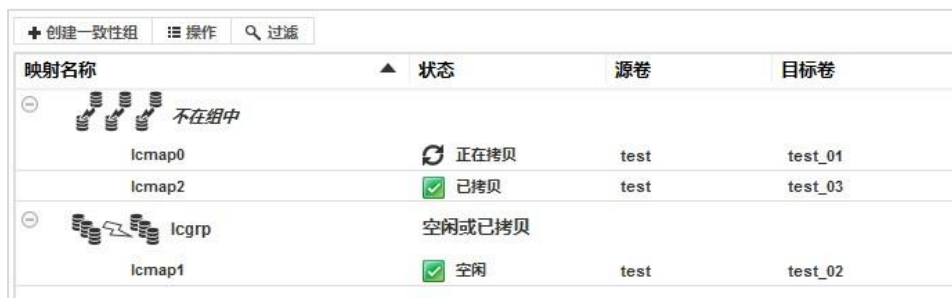 创建一致性组 操作 过滤
映射名称 状态 源卷 目标卷
不在组中
lcmap0 正在拷贝 test test_01
lcmap2 已拷贝 test test_03
lcgrp 空闲或已拷贝
lcmap1 空闲 test test_02